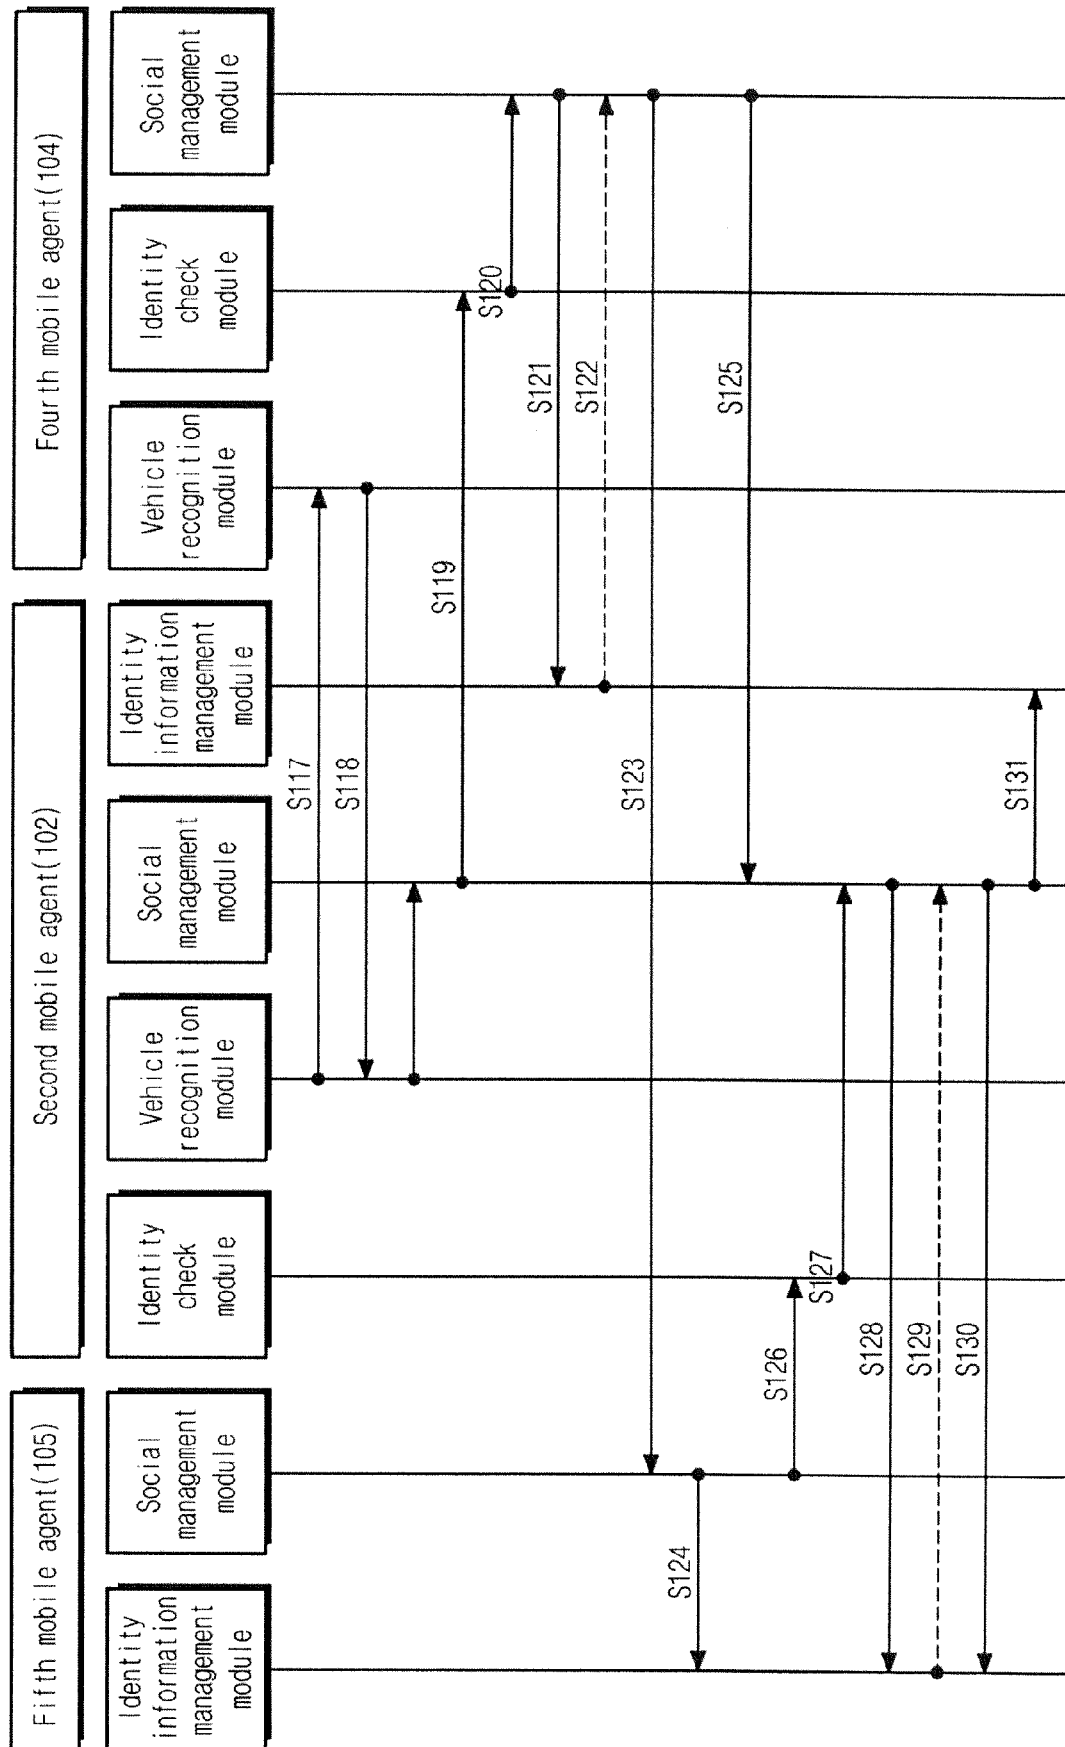 Fifth mobile agent(105)
Second mobile agent(102)
Fourth mobile agent(104)
Identity
information
management
module
Social
management
module
Identity
check
module
Vehicle
recognition
module
Social
management
module
Identity
information
management
module
Vehicle
recognition
module
Identity
check
module
Social
management
module
S117
S118
S119
S120
S121
S122
S123
S124
S125
S126
S127
S128
S129
S130
S131